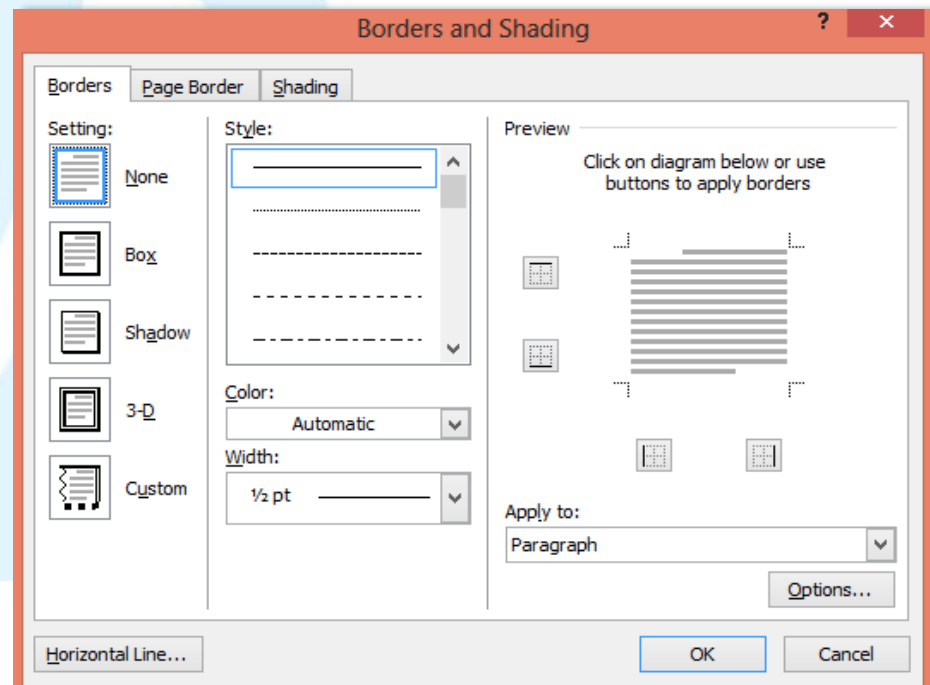 Borders and Shading
?
Borders
Page Border
Shading
Setting:
None
Box
Shadow
3-D
Custom
Style:
Color:
Automatic
Width:
½ pt
Preview
Click on diagram below or use
buttons to apply borders
Apply to:
Paragraph
Options...
Horizontal Line...
OK
Cancel